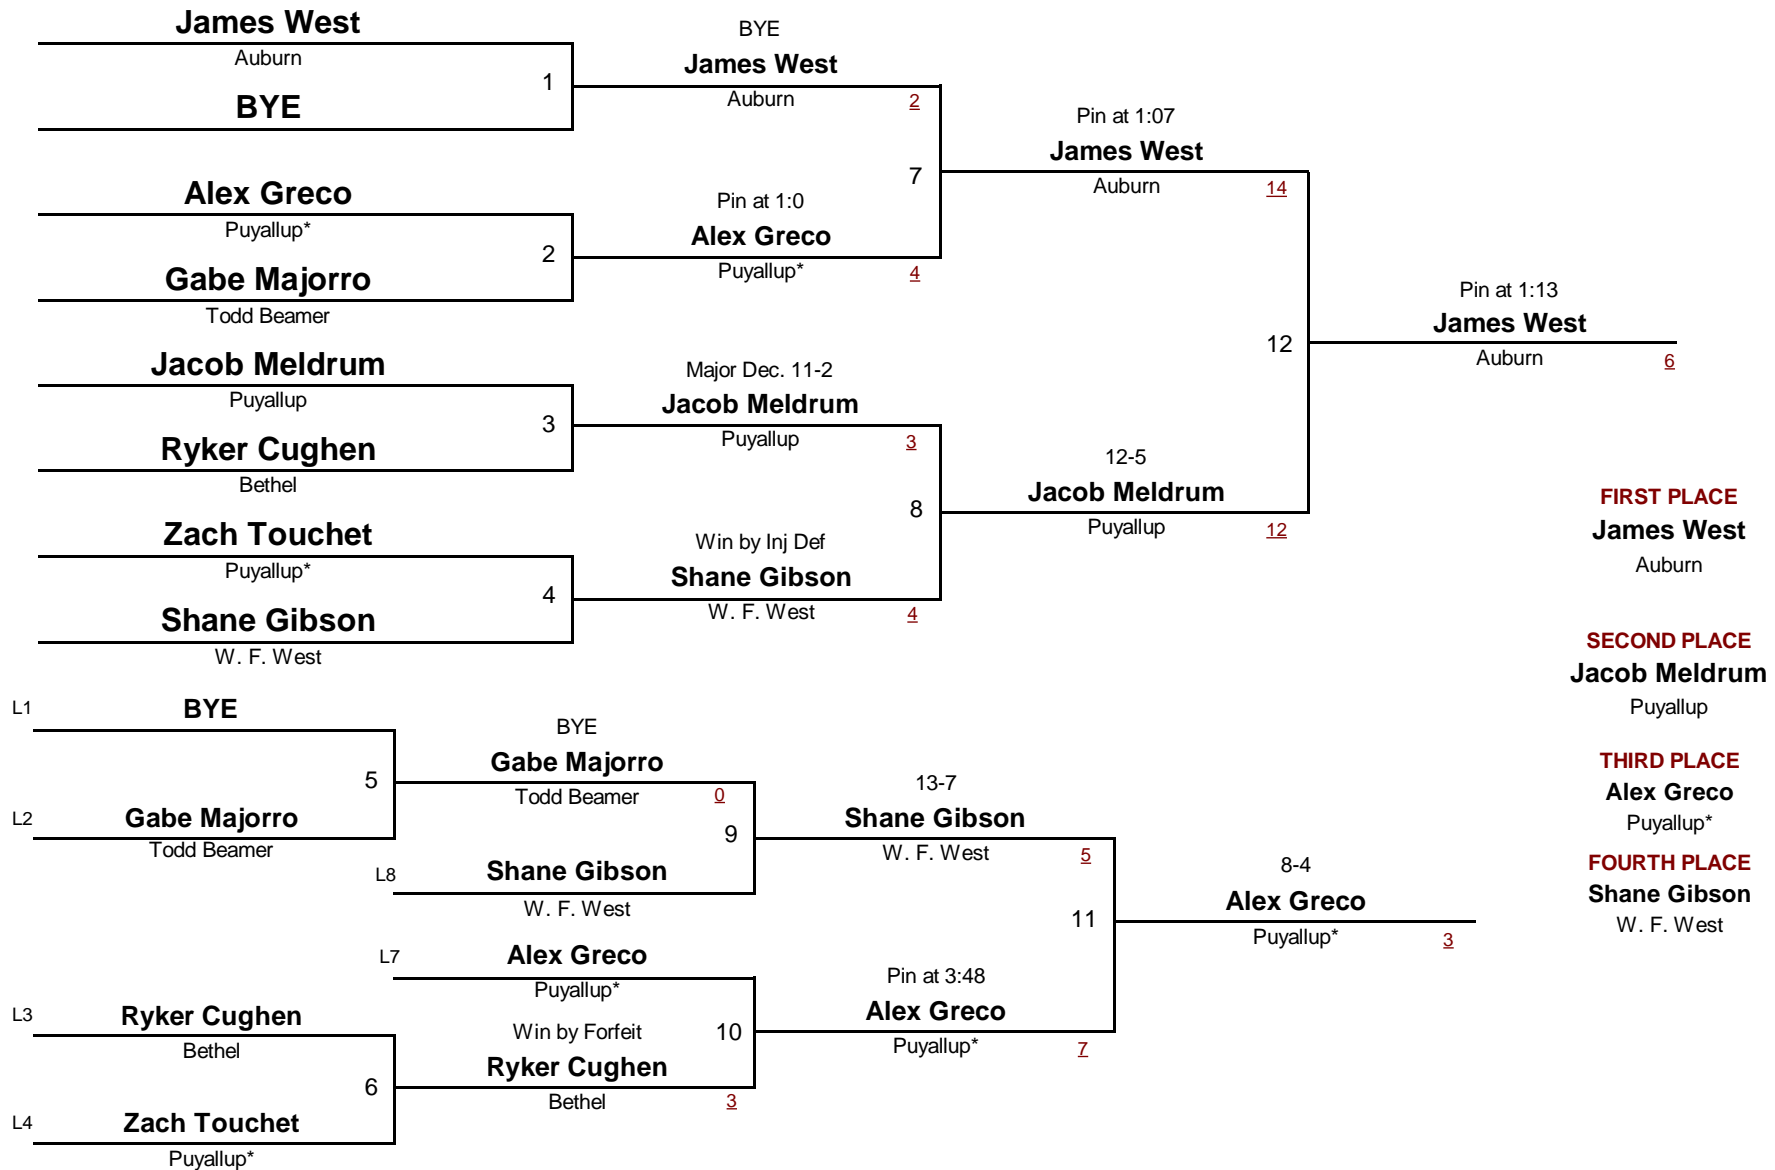 James West
Auburn
1
BYE
Alex Greco
Puyallup*
2
Gabe Majorro
Todd Beamer
Jacob Meldrum
Puyallup
3
Ryker Cughen
Bethel
Zach Touchet
Puyallup*
4
Shane Gibson
W. F. West
BYE
James West
Auburn 2
7
Pin at 1:0
Alex Greco
Puyallup* 4
Major Dec. 11-2
Jacob Meldrum
Puyallup 3
8
Win by Inj Def
Shane Gibson
W. F. West 4
Pin at 1:07
James West
Auburn 14
12
12-5
Jacob Meldrum
Puyallup 12
Pin at 1:13
James West
Auburn 6
FIRST PLACE
James West
Auburn
SECOND PLACE
Jacob Meldrum
Puyallup
THIRD PLACE
Alex Greco
Puyallup*
FOURTH PLACE
Shane Gibson
W. F. West
L1 BYE
5
L2 Gabe Majorro
Todd Beamer
L3 Ryker Cughen
Bethel
6
L4 Zach Touchet
Puyallup*
BYE
Gabe Majorro
Todd Beamer 0
9
L8 Shane Gibson
W. F. West
L7 Alex Greco
Puyallup*
Win by Forfeit 10
Ryker Cughen
Bethel 3
13-7
Shane Gibson
W. F. West 5
11
Pin at 3:48
Alex Greco
Puyallup* 7
8-4
Alex Greco
Puyallup* 3